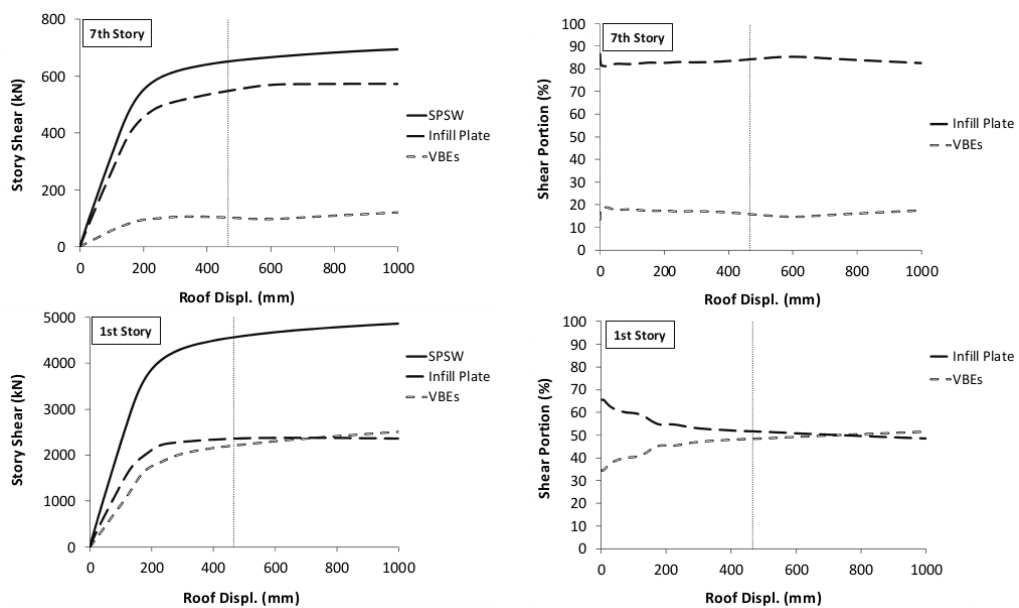 7th Story
Story Shear (kN)
800
600
400
200
0
0 200 400 600 800 1000
Roof Displ. (mm)
SPSW
Infill Plate
VBEs
7th Story
Shear Portion (%)
100
90
80
70
60
50
40
30
20
10
0
0 200 400 600 800 1000
Roof Displ. (mm)
Infill Plate
VBEs
1st Story
Story Shear (kN)
5000
4000
3000
2000
1000
0
0 200 400 600 800 1000
Roof Displ. (mm)
SPSW
Infill Plate
VBEs
1st Story
Shear Portion (%)
100
90
80
70
60
50
40
30
20
10
0
0 200 400 600 800 1000
Roof Displ. (mm)
Infill Plate
VBEs